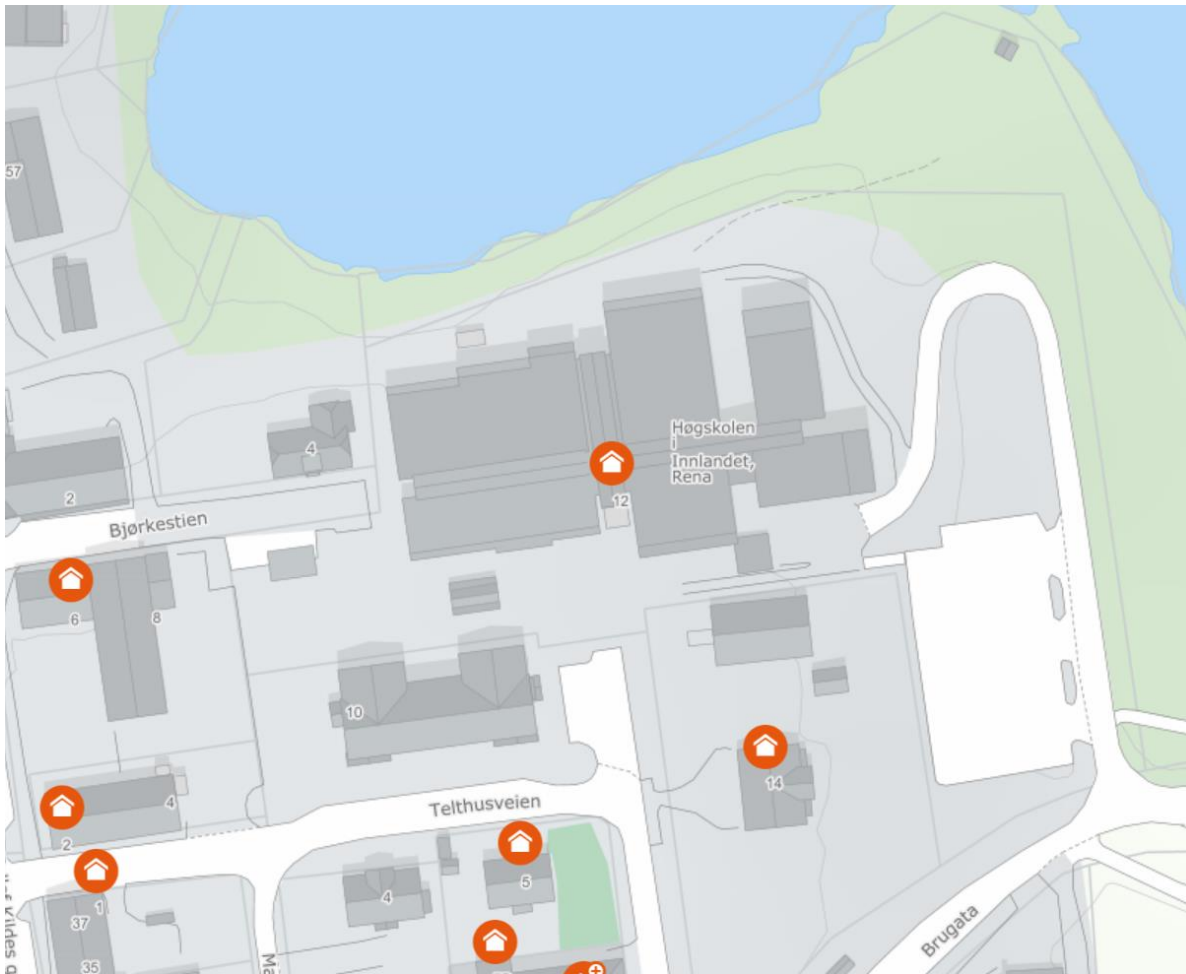 57
4
Høgskolen
i
Innlandet,
Rena
2
12
Bjørkestien
6
8
10
14
4
Telthusveien
2
5
4
1
37
35
Brugata